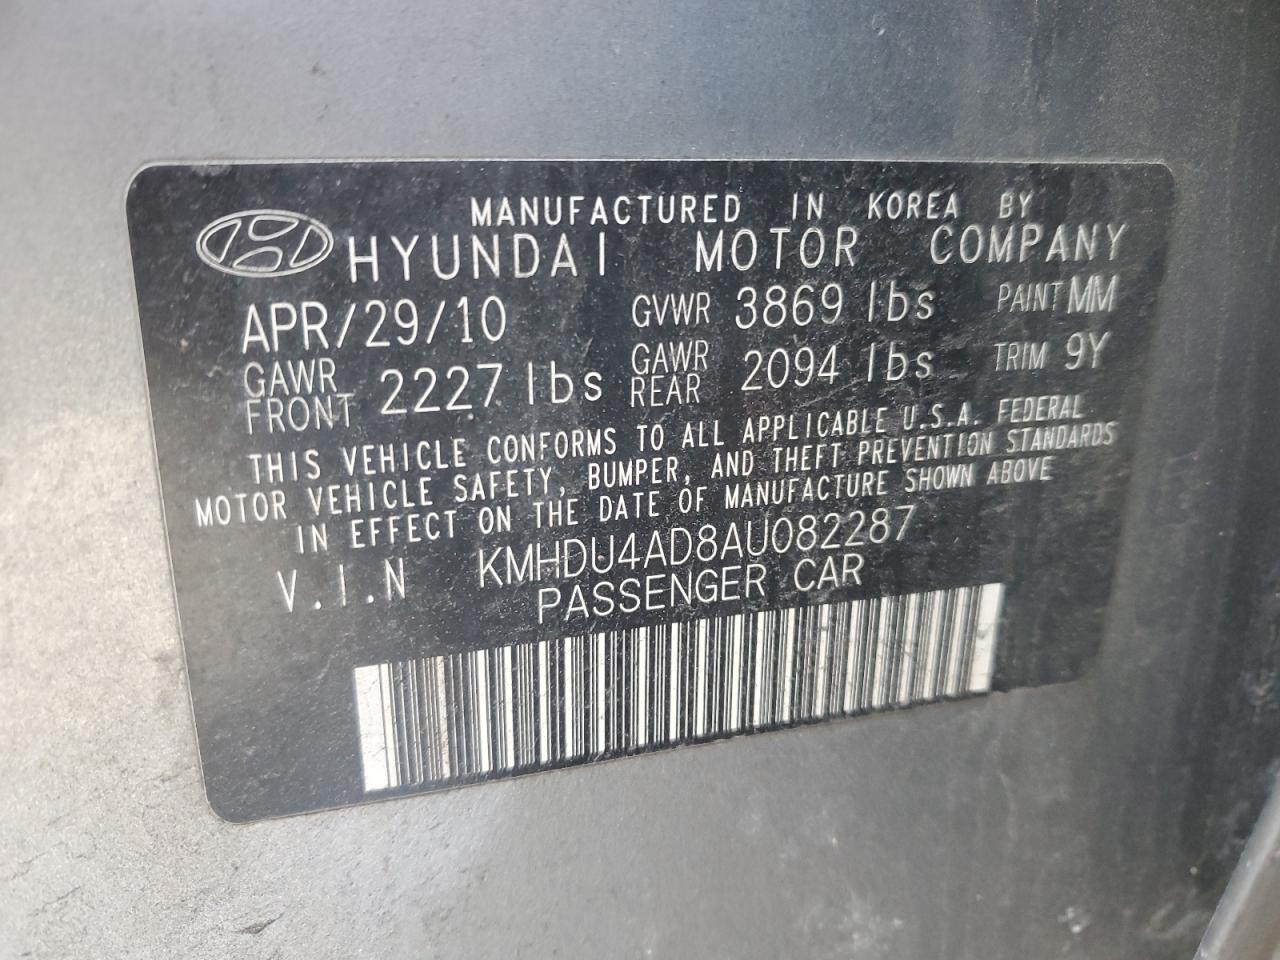 MANUFACTURED IN KOREA BY
HYUNDAI MOTOR COMPANY
APR/29/10 GVWR 3869 lbs PAINT MM
GAWR FRONT 2227 lbs GAWR REAR 2094 lbs TRIM 9Y
THIS VEHICLE CONFORMS TO ALL APPLICABLE U.S.A. FEDERAL
MOTOR VEHICLE SAFETY, BUMPER, AND THEFT PREVENTION STANDARDS
IN EFFECT ON THE DATE OF MANUFACTURE SHOWN ABOVE
V.I.N KMHDU4AD8AU082287
PASSENGER CAR